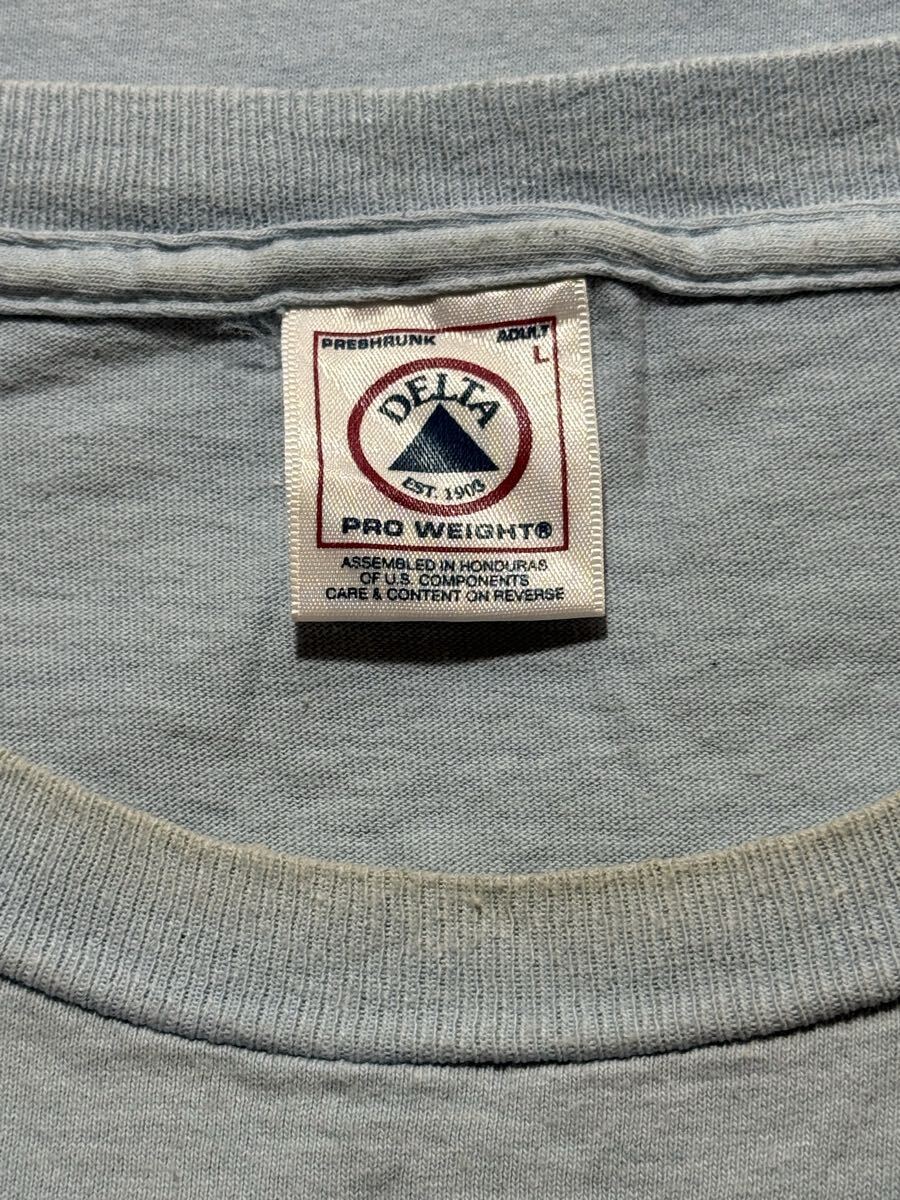 PRESHRUNK ADULT
L
DELTA
EST. 1903
PRO WEIGHT®
ASSEMBLED IN HONDURAS
OF U.S. COMPONENTS
CARE & CONTENT ON REVERSE